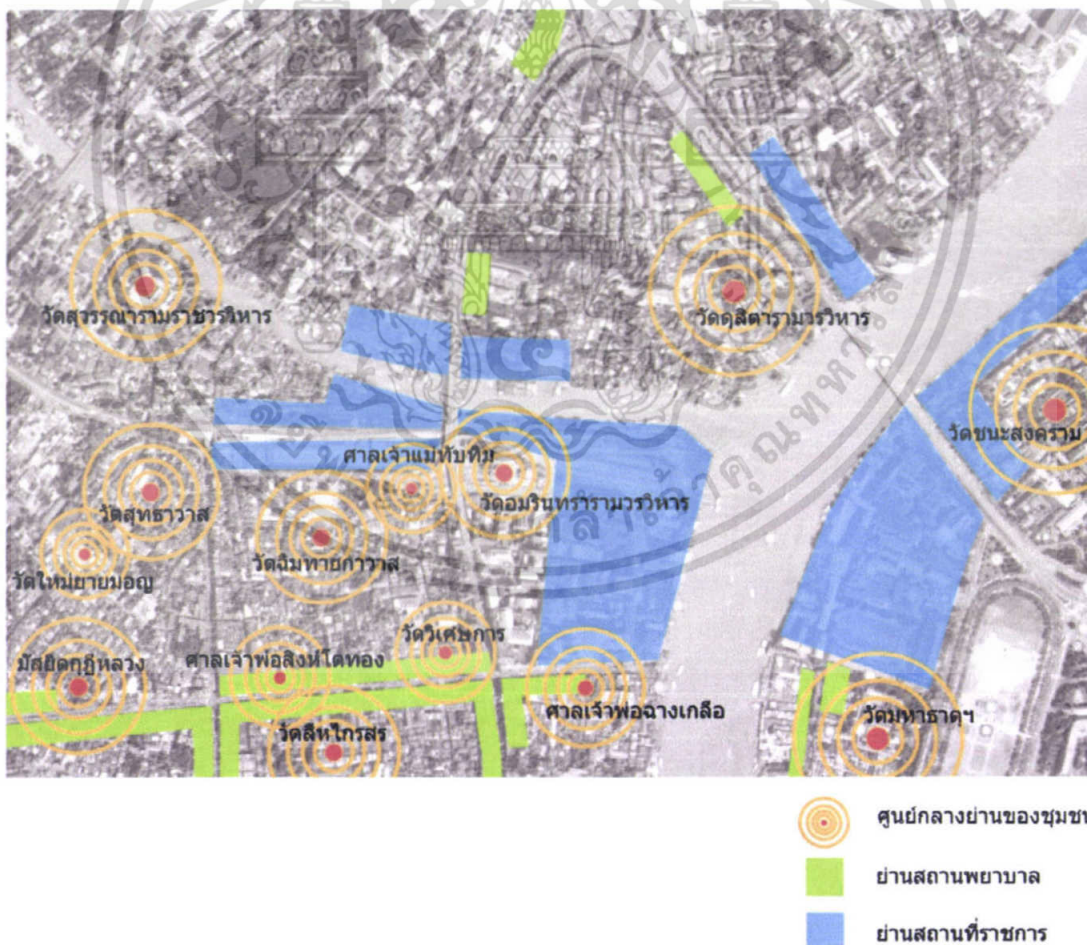 วัดสุวรรณารามราชวรวิหาร
วัดดุสิตารามวรวิหาร
วัดชนะสงคราม
ศาลเจ้าแม่ทับทิม
วัดอมรินทรารามวรวิหาร
วัดสุทธาวาส
วัดฉิมทายกาวาส
วัดใหม่ยายมอญ
วัดวิเศษการ
มัสยิดกุฎีหลวง
ศาลเจ้าพ่อสิงห์โตทอง
ศาลเจ้าพ่อฉางเกลือ
วัดมหาธาตุฯ
วัดสีหไกรสร
ศูนย์กลางย่านของชุมชน
ย่านสถานพยาบาล
ย่านสถานที่ราชการ